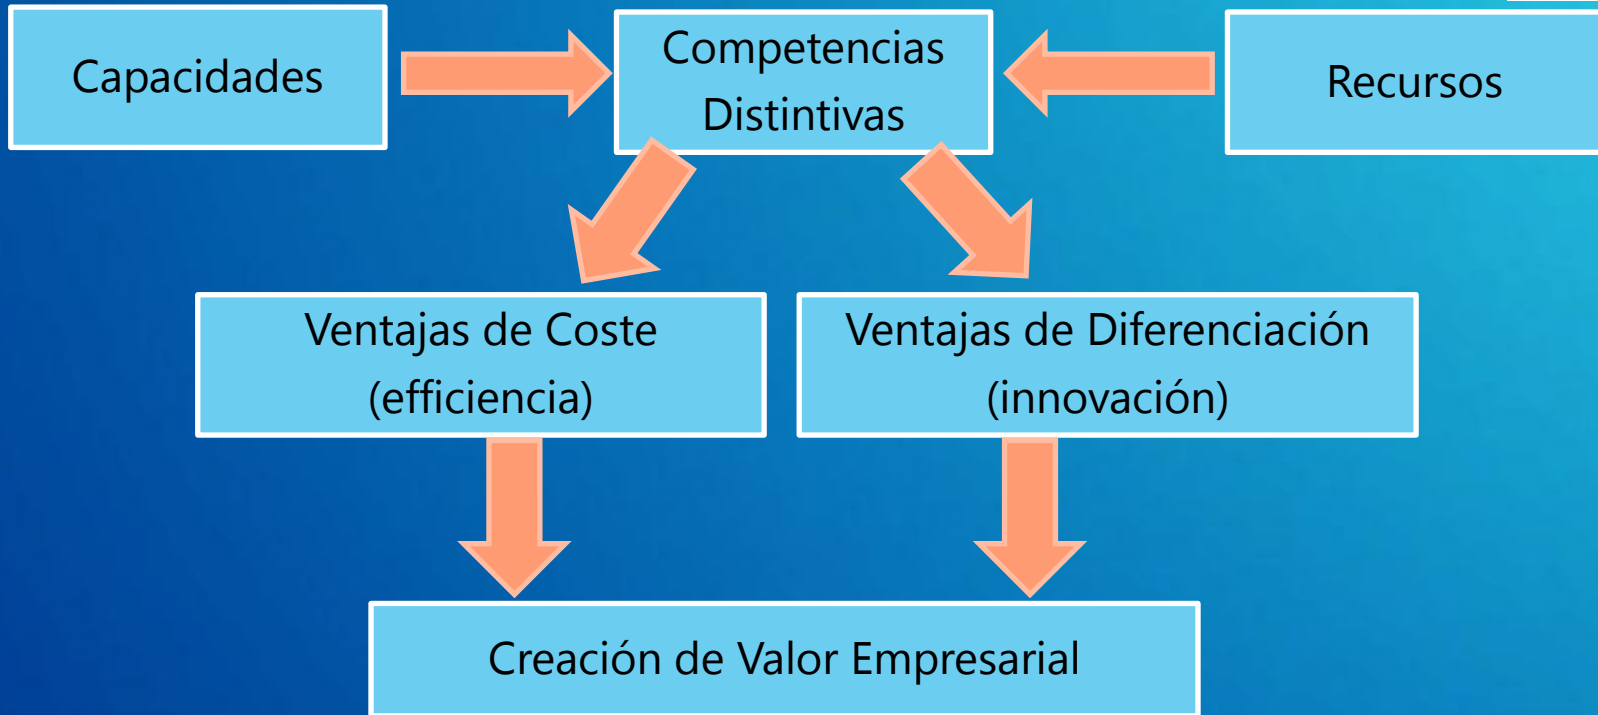 Capacidades
Competencias
Distintivas
Recursos
Ventajas de Coste
(efficiencia)
Ventajas de Diferenciación
(innovación)
Creación de Valor Empresarial